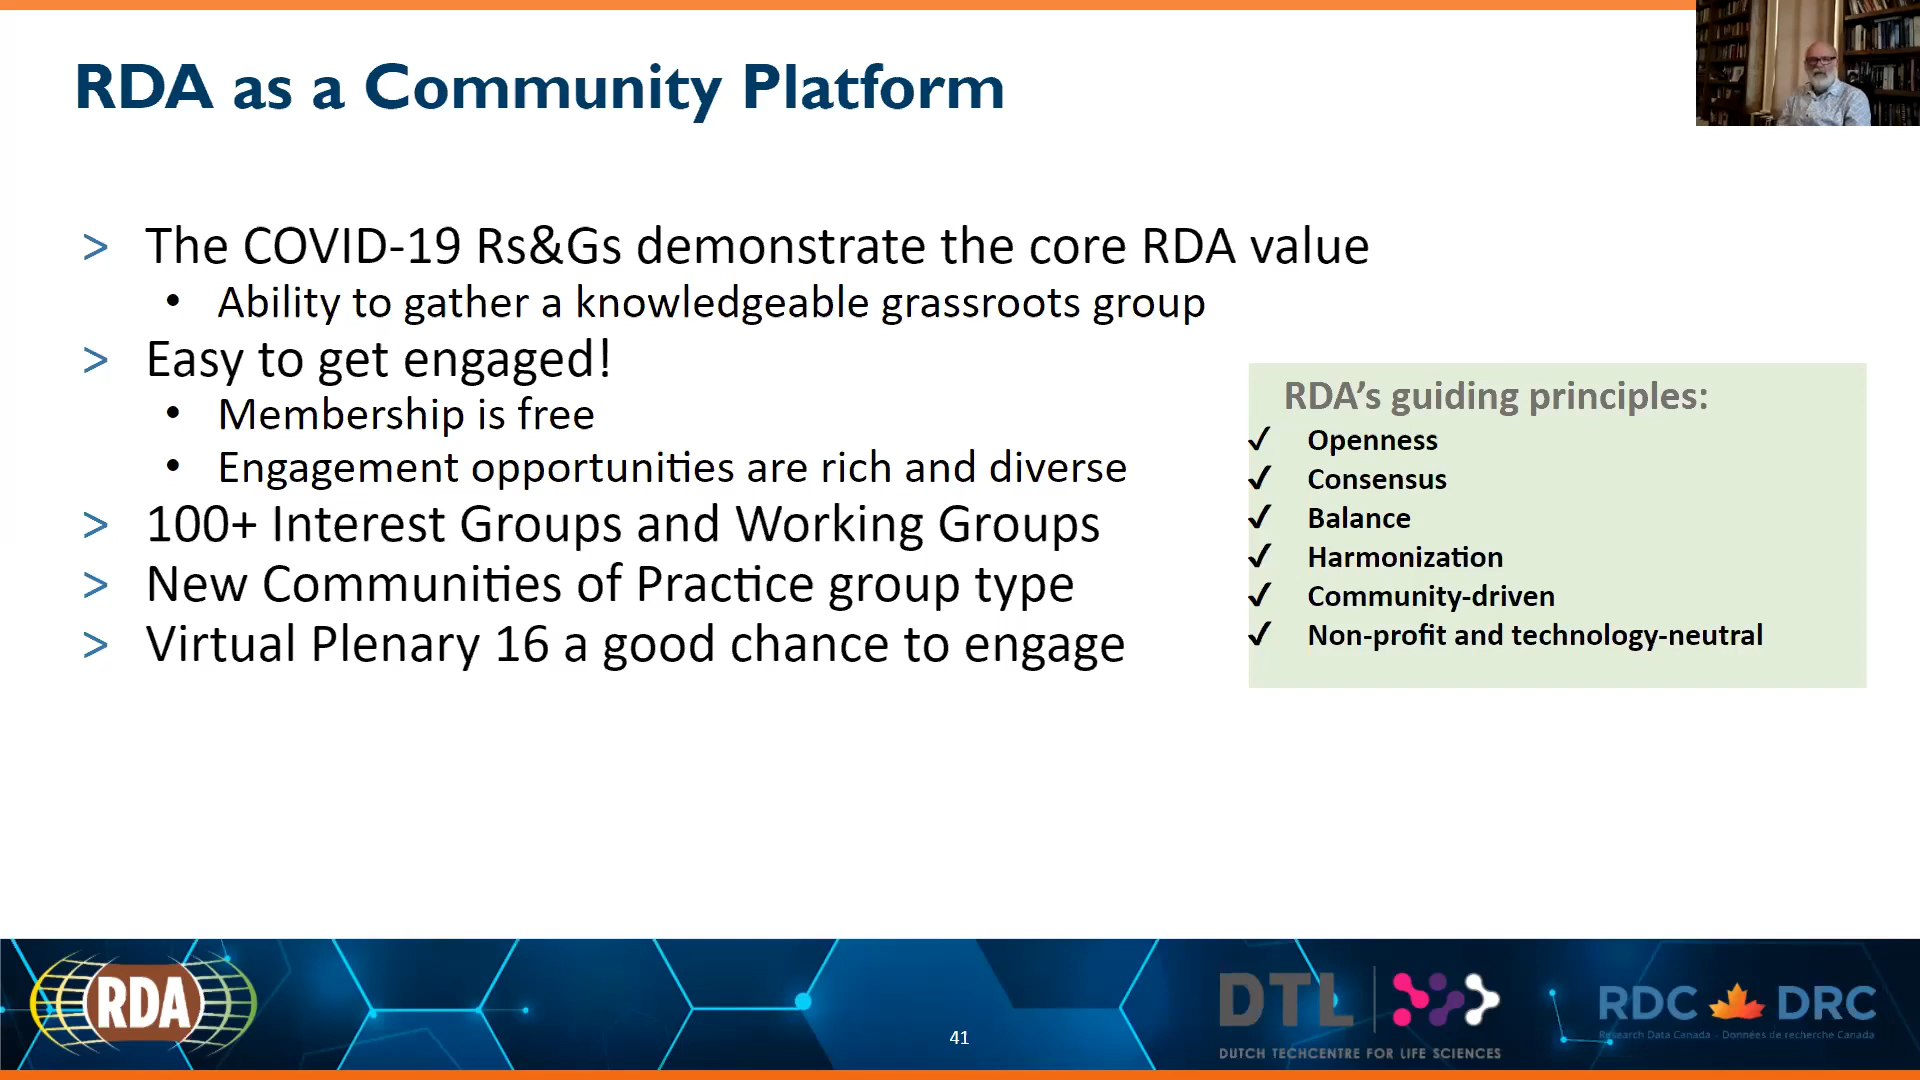 RDA as a Community Platform
> The COVID-19 Rs&Gs demonstrate the core RDA value
• Ability to gather a knowledgeable grassroots group
> Easy to get engaged!
• Membership is free
• Engagement opportunities are rich and diverse
> 100+ Interest Groups and Working Groups
> New Communities of Practice group type
> Virtual Plenary 16 a good chance to engage
RDA’s guiding principles:
✓ Openness
✓ Consensus
✓ Balance
✓ Harmonization
✓ Community-driven
✓ Non-profit and technology-neutral
RDA
41
DTL
DUTCH TECHCENTRE FOR LIFE SCIENCES
RDC DRC
Research Data Canada - Données de recherche Canada